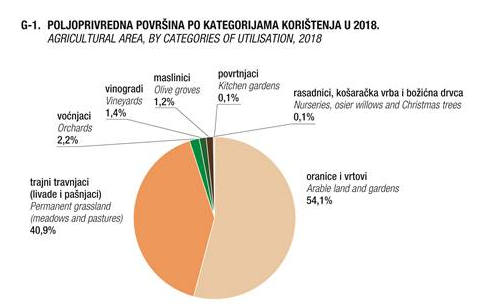 G-1. POLJOPRIVREDNA POVRŠINA PO KATEGORIJAMA KORIŠTENJA U 2018.
AGRICULTURAL AREA, BY CATEGORIES OF UTILISATION, 2018
povrtnjaci
Kitchen gardens
0,1%
maslinici
Olive groves
1,2%
vinogradi
Vineyards
1,4%
voćnjaci
Orchards
2,2%
rasadnici, košaračka vrba i božićna drvca
Nurseries, osier willows and Christmas trees
0,1%
trajni travnjaci
(livade i pašnjaci)
Permanent grassland
(meadows and pastures)
40,9%
oranice i vrtovi
Arable land and gardens
54,1%